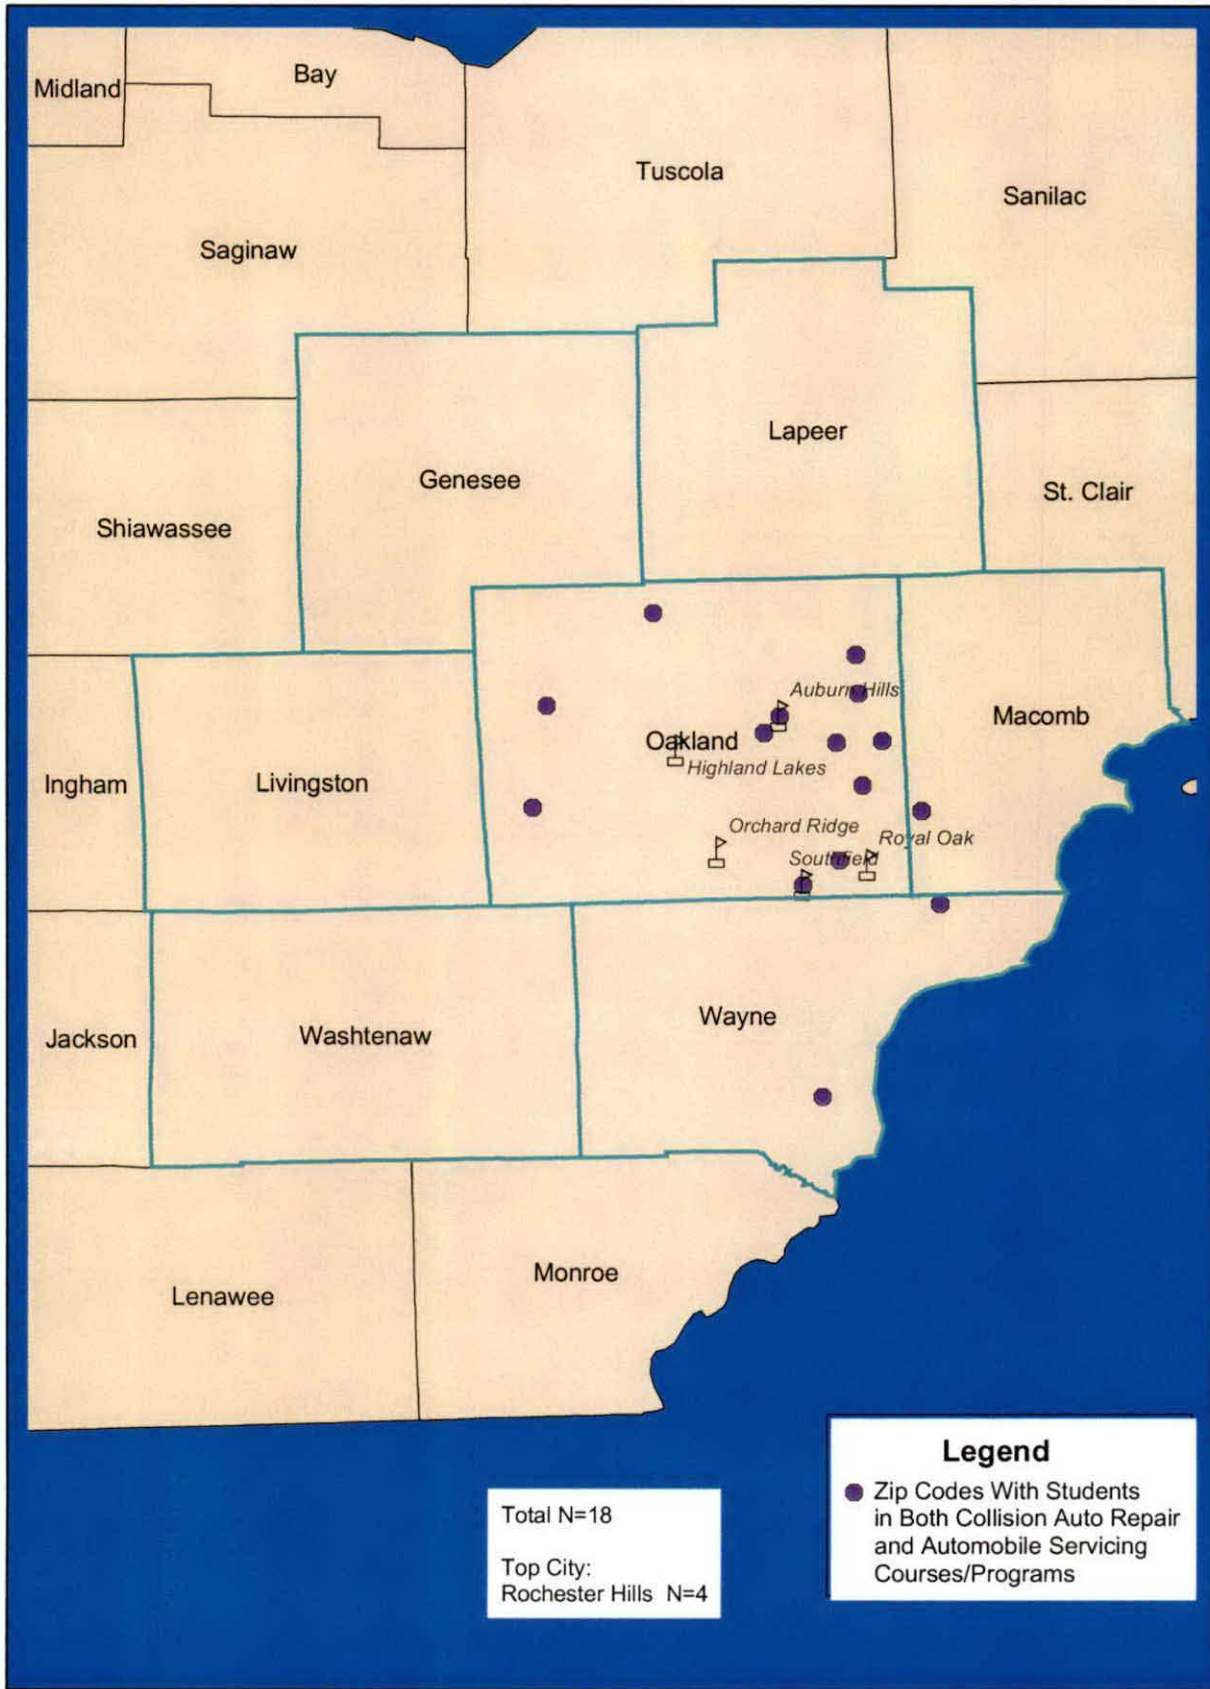 Midland
Bay
Tuscola
Sanilac
Saginaw
Lapeer
Genesee
St. Clair
Shiawassee
Auburn Hills
Macomb
Oakland
Highland Lakes
Ingham
Livingston
Orchard Ridge
Royal Oak
Southfield
Wayne
Jackson
Washtenaw
Monroe
Lenawee
Legend
Zip Codes With Students
in Both Collision Auto Repair
and Automobile Servicing
Courses/Programs
Total N=18
Top City:
Rochester Hills N=4